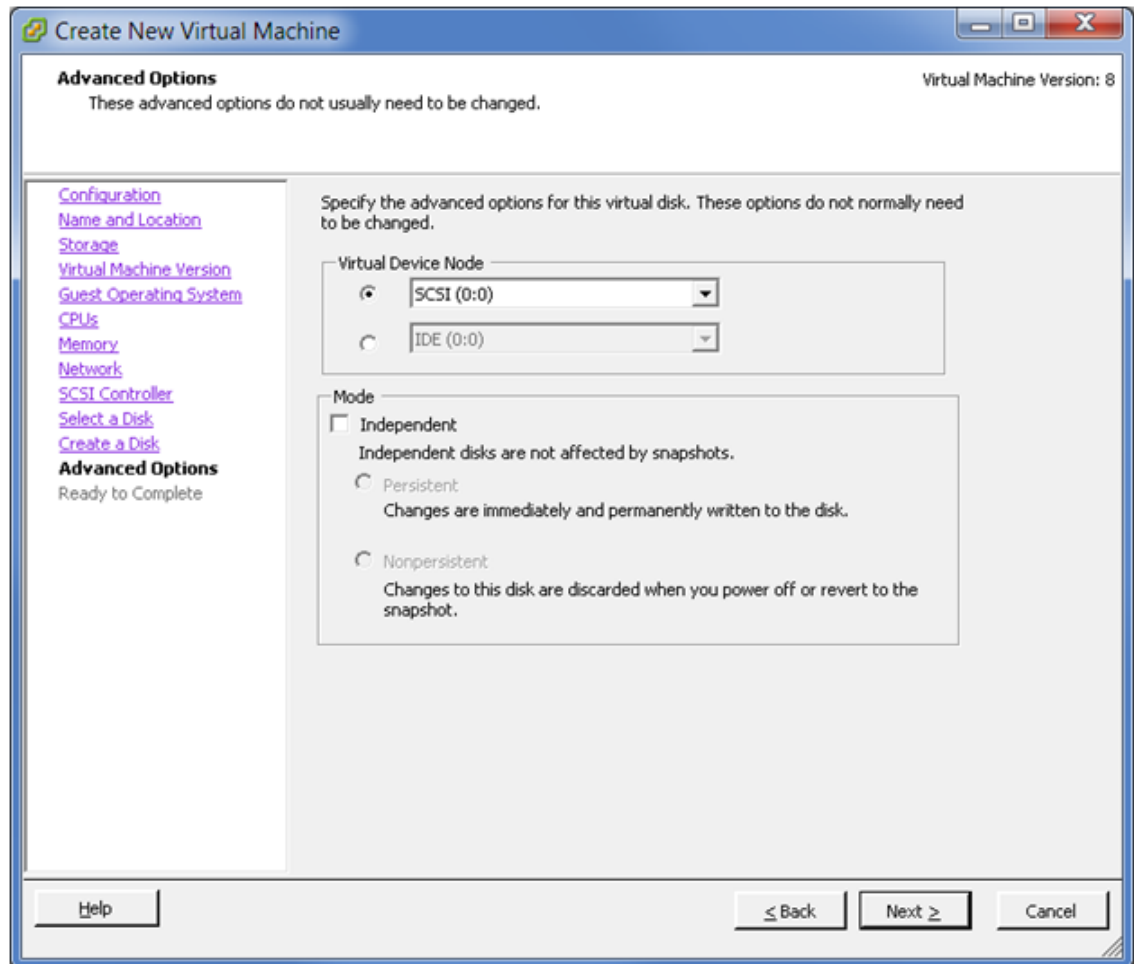 Create New Virtual Machine
Advanced Options
Virtual Machine Version: 8
These advanced options do not usually need to be changed.
Configuration
Name and Location
Storage
Virtual Machine Version
Guest Operating System
CPUs
Memory
Network
SCSI Controller
Select a Disk
Create a Disk
Advanced Options
Ready to Complete
Specify the advanced options for this virtual disk. These options do not normally need
to be changed.
Virtual Device Node
SCSI (0:0)
IDE (0:0)
Mode
Independent
Independent disks are not affected by snapshots.
Persistent
Changes are immediately and permanently written to the disk.
Nonpersistent
Changes to this disk are discarded when you power off or revert to the
snapshot.
Help
< Back
Next >
Cancel